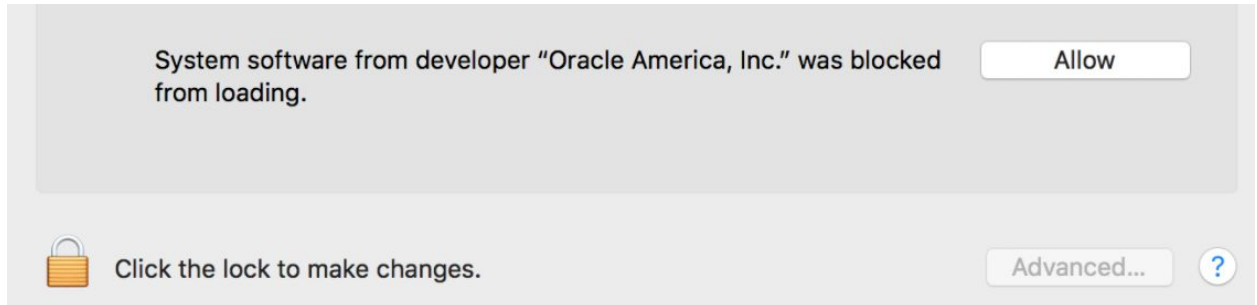 System software from developer “Oracle America, Inc.” was blocked
from loading.
Allow
Click the lock to make changes.
Advanced...
?